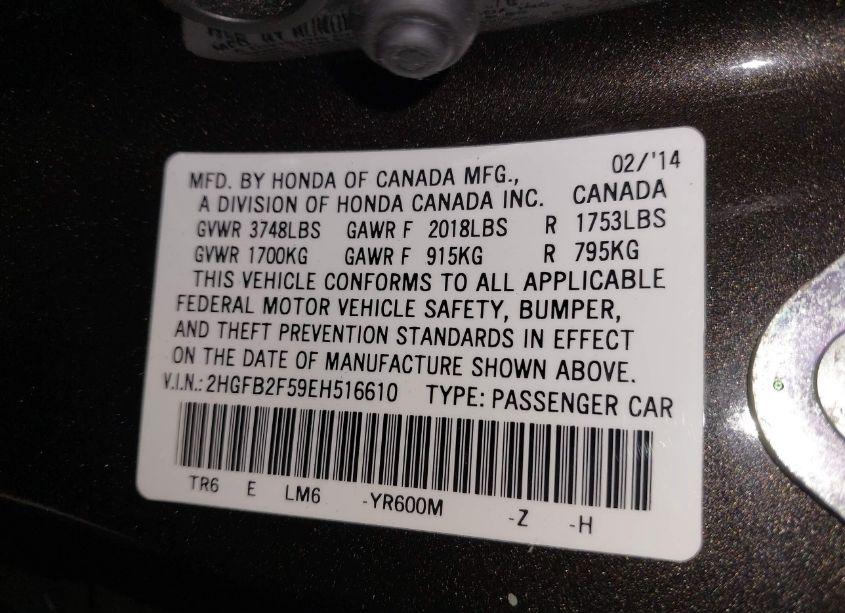 MFD. BY HONDA OF CANADA MFG., 02/'14
A DIVISION OF HONDA CANADA INC. CANADA
GVWR 3748LBS GAWR F 2018LBS R 1753LBS
GVWR 1700KG GAWR F 915KG R 795KG
THIS VEHICLE CONFORMS TO ALL APPLICABLE
FEDERAL MOTOR VEHICLE SAFETY, BUMPER,
AND THEFT PREVENTION STANDARDS IN EFFECT
ON THE DATE OF MANUFACTURE SHOWN ABOVE.
V.I.N.: 2HGFB2F59EH516610 TYPE: PASSENGER CAR
TR6 E LM6 -YR600M -Z -H